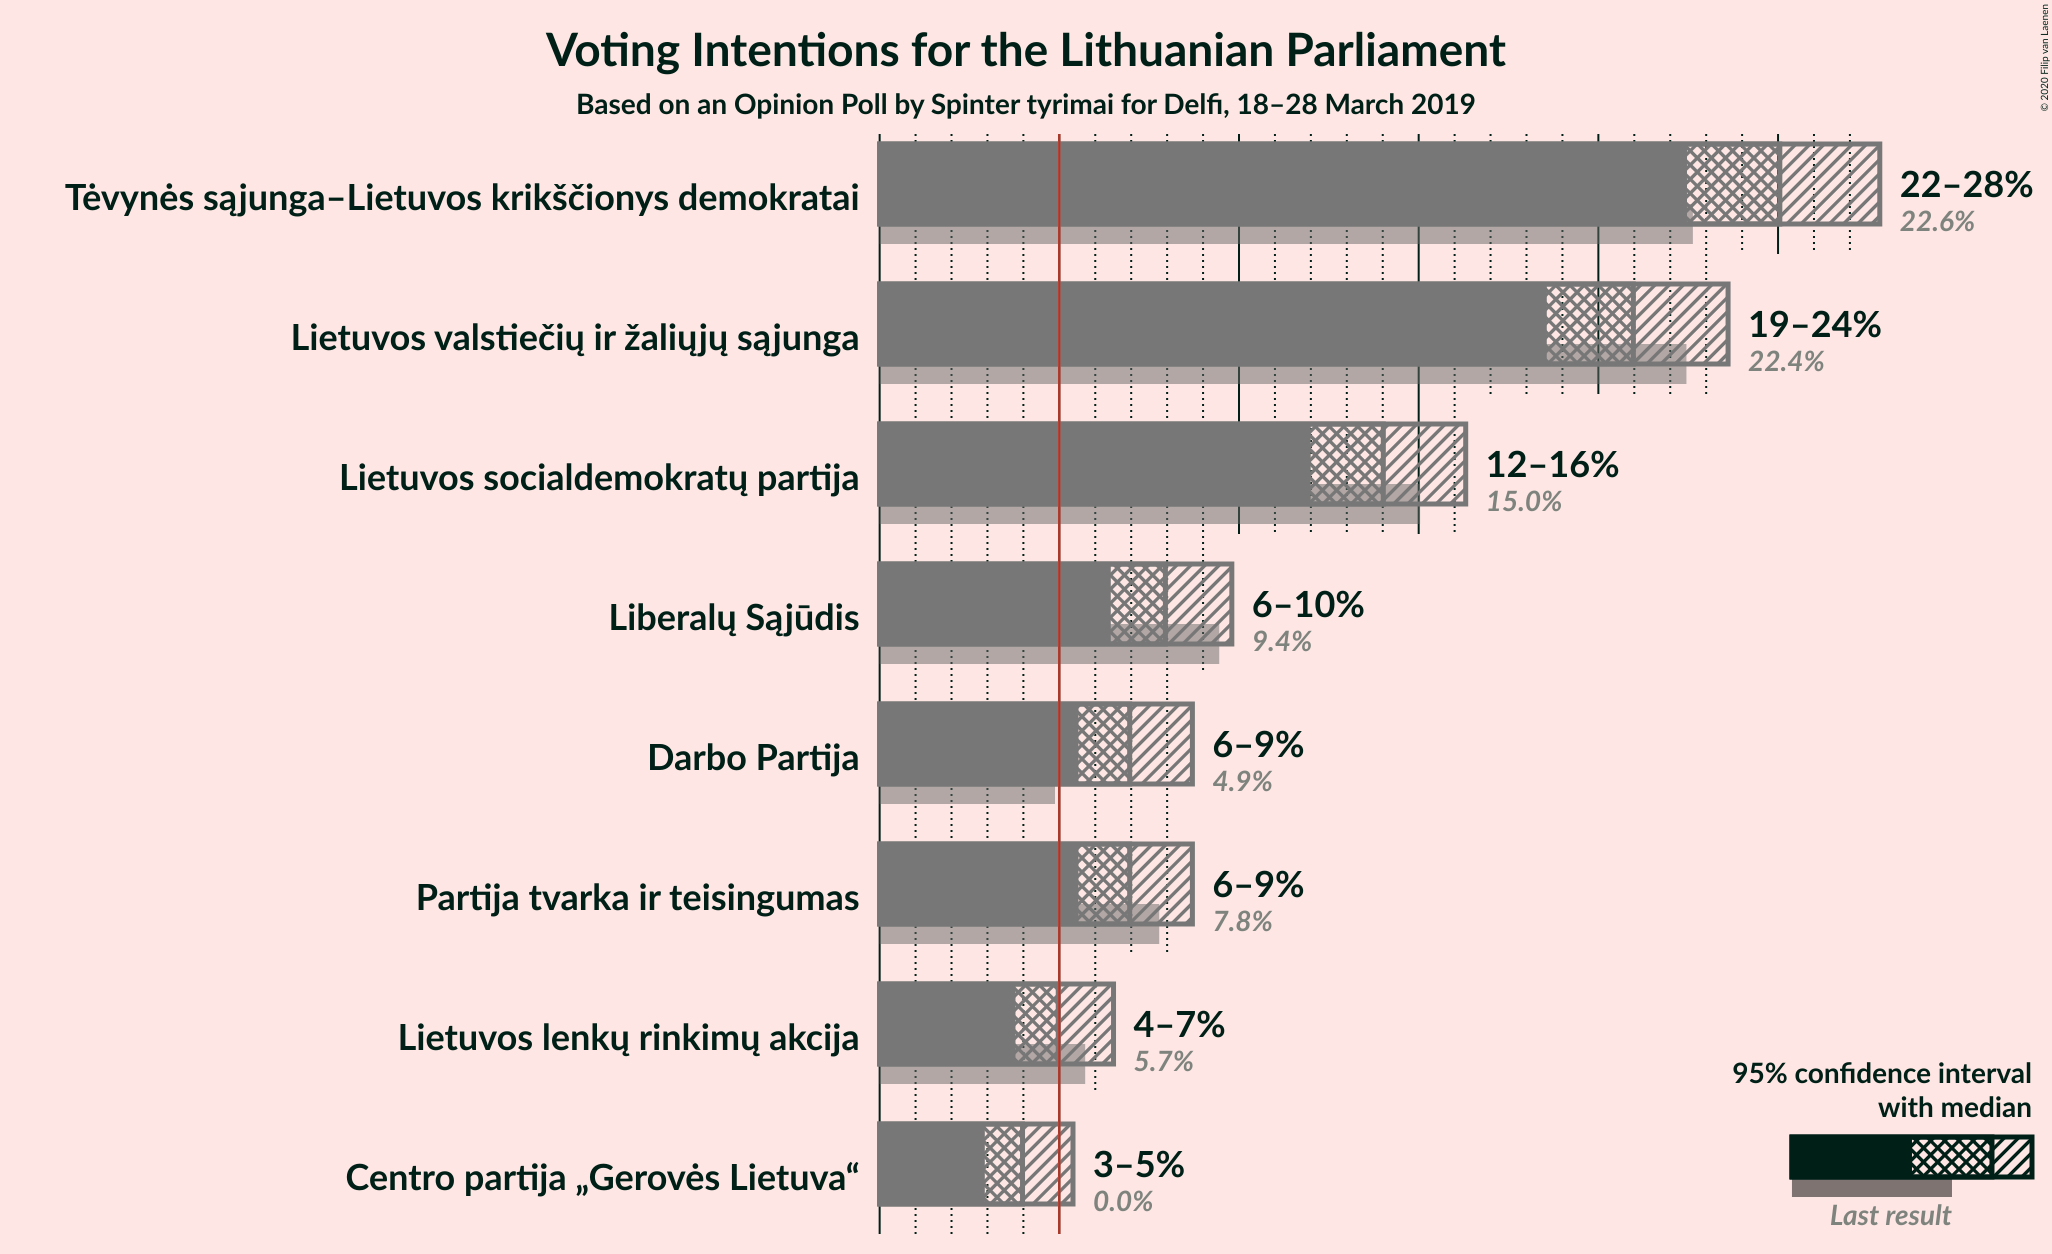 Voting Intentions for the Lithuanian Parliament
Based on an Opinion Poll by Spinter tyrimai for Delfi, 18–28 March 2019
© 2020 Filip van Laenen
Tėvynės sąjunga–Lietuvos krikščionys demokratai
22–28%
22.6%
Lietuvos valstiečių ir žaliųjų sąjunga
19–24%
22.4%
Lietuvos socialdemokratų partija
12–16%
15.0%
Liberalų Sąjūdis
6–10%
9.4%
Darbo Partija
6–9%
4.9%
Partija tvarka ir teisingumas
6–9%
7.8%
Lietuvos lenkų rinkimų akcija
4–7%
5.7%
Centro partija „Gerovės Lietuva“
3–5%
0.0%
95% confidence interval
with median
Last result